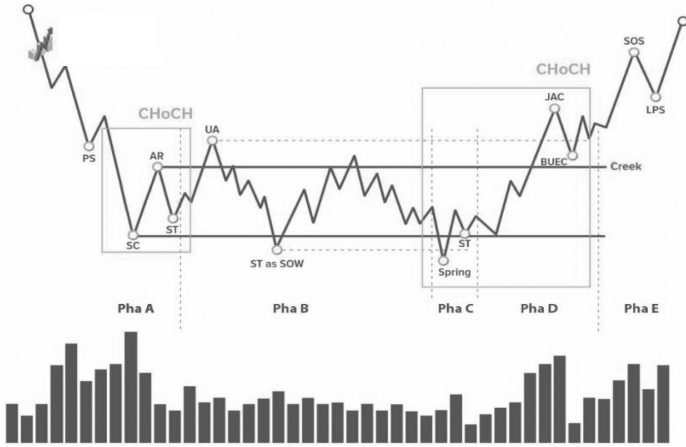 CHoCH
SOS
CHoCH
JAC
UA
LPS
PS
AR
BUEC
Creek
ST
SC
ST
ST as SOW
Spring
Pha A
Pha B
Pha C
Pha D
Pha E